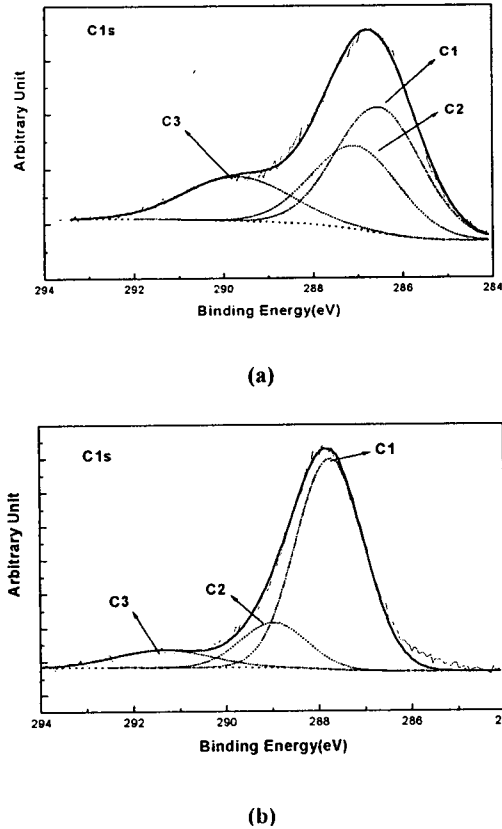 C1s
C1
C2
C3
Arbitrary Unit
294 292 290 288 286 284
Binding Energy(eV)
(a)
C1s
C1
C2
C3
Arbitrary Unit
294 292 290 288 286 2
Binding Energy(eV)
(b)